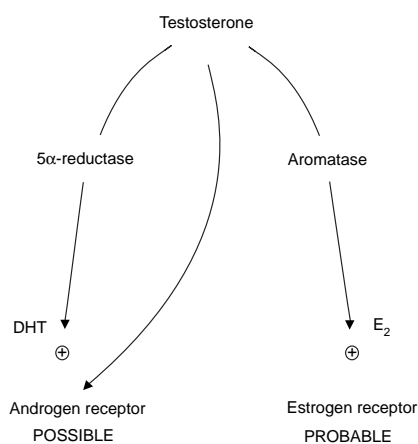 Testosterone
5α-reductase
Aromatase
DHT
E₂
⊕
⊕
Androgen receptor
POSSIBLE
Estrogen receptor
PROBABLE